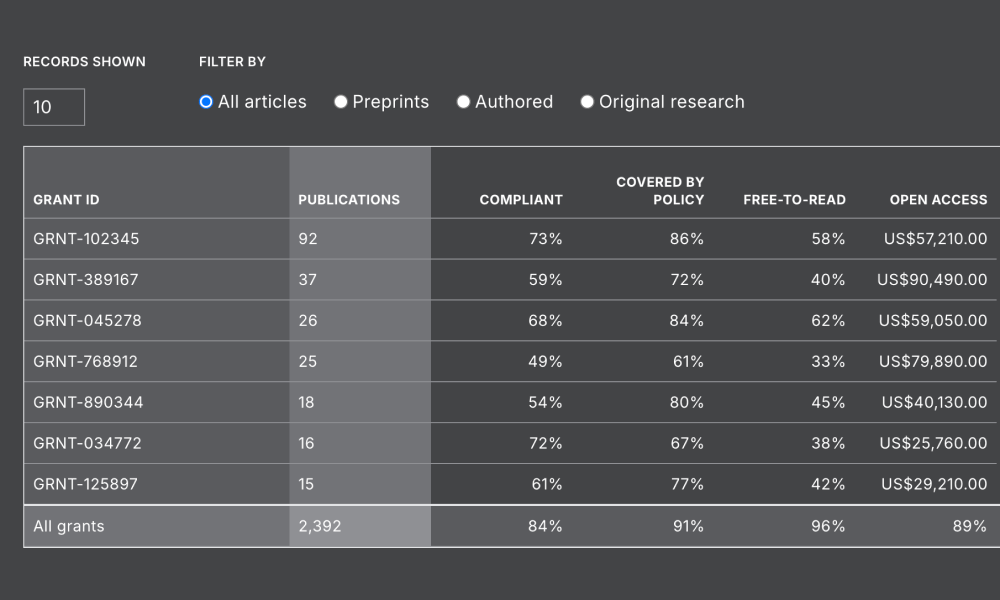 RECORDS SHOWN FILTER BY
10 All articles Preprints Authored Original research
GRANT ID PUBLICATIONS COMPLIANT COVERED BY POLICY FREE-TO-READ OPEN ACCESS
GRNT-102345 92 73% 86% 58% US$57,210.00
GRNT-389167 37 59% 72% 40% US$90,490.00
GRNT-045278 26 68% 84% 62% US$59,050.00
GRNT-768912 25 49% 61% 33% US$79,890.00
GRNT-890344 18 54% 80% 45% US$40,130.00
GRNT-034772 16 72% 67% 38% US$25,760.00
GRNT-125897 15 61% 77% 42% US$29,210.00
All grants 2,392 84% 91% 96% 89%